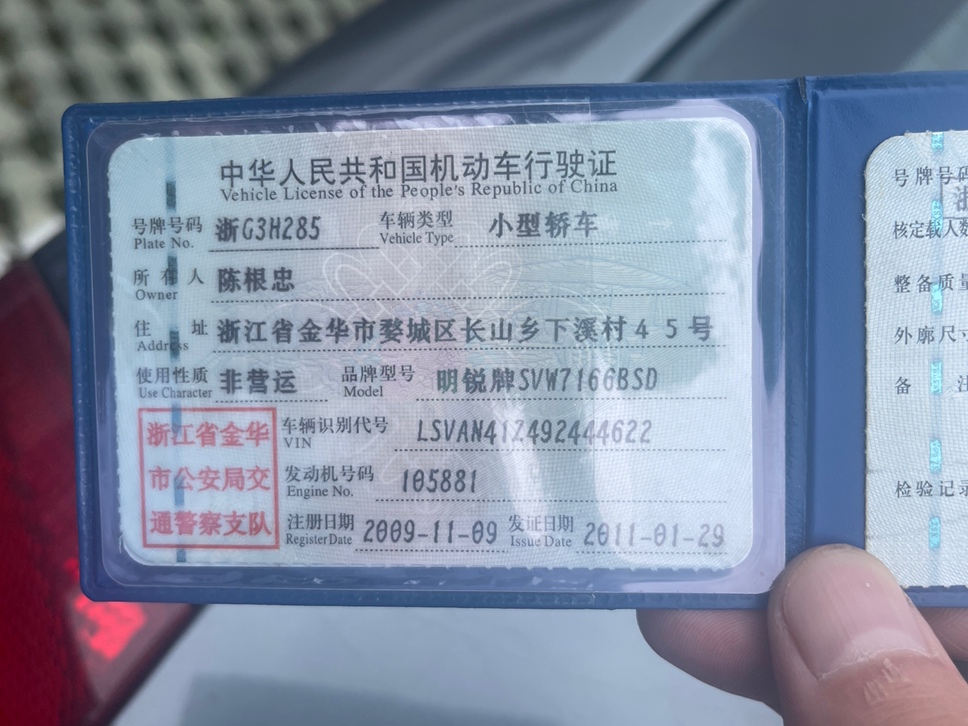 中华人民共和国机动车行驶证
Vehicle License of the People's Republic of China
号牌号码 浙G3H285 车辆类型 小型轿车
Plate No. Vehicle Type
所有人 陈根忠
Owner
住址 浙江省金华市婺城区长山乡下溪村45号
Address
使用性质 非营运 品牌型号 明锐牌SVW7166BSD
Use Character Model
浙江省金华
市公安局交
通警察支队
车辆识别代号 LSVAN41Z492444622
VIN
发动机号码 105881
Engine No.
注册日期 2009-11-09 发证日期 2011-01-29
Register Date Issue Date
号牌号码
浙
核定载人数
整备质量
外廓尺寸
备注
检验记录